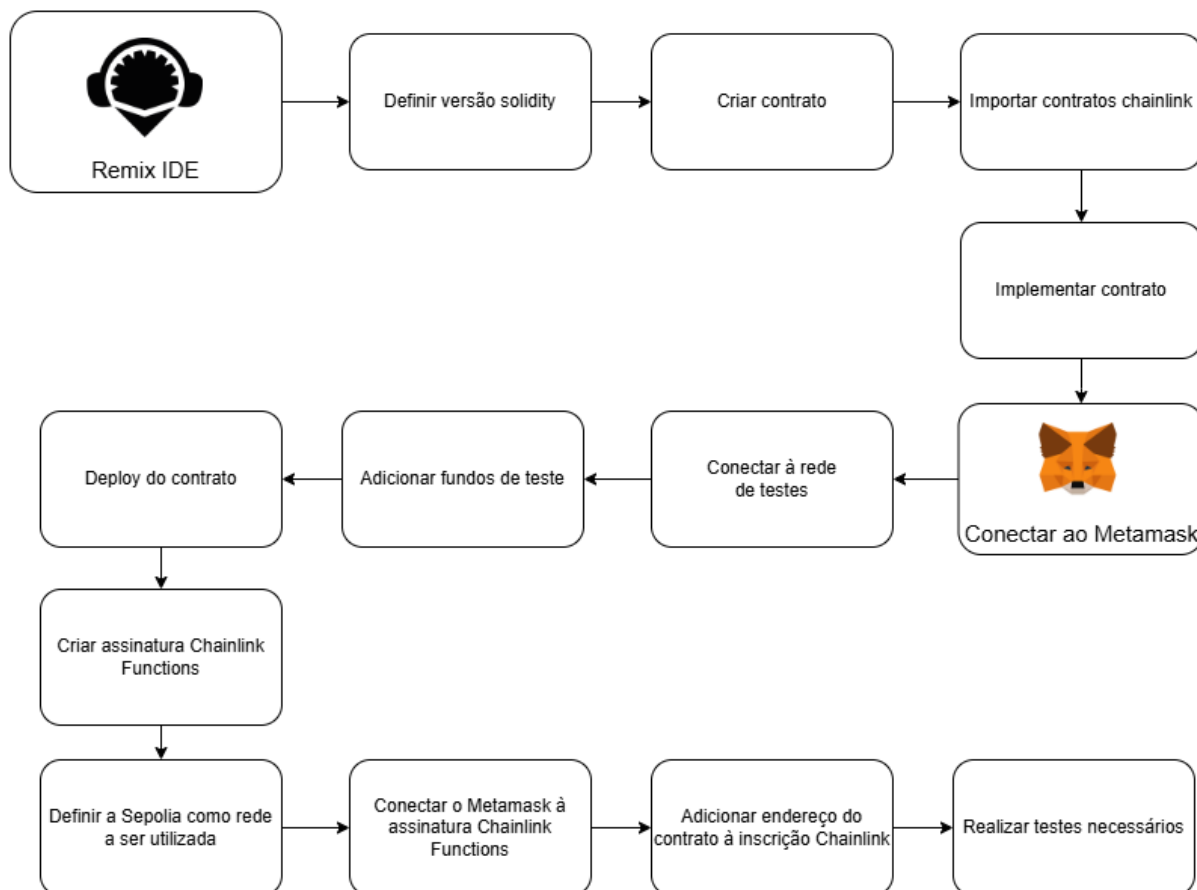 Remix IDE
Definir versão solidity
Criar contrato
Importar contratos chainlink
Implementar contrato
Conectar ao Metamask
Conectar à rede
de testes
Adicionar fundos de teste
Deploy do contrato
Criar assinatura Chainlink
Functions
Definir a Sepolia como rede
a ser utilizada
Conectar o Metamask à
assinatura Chainlink
Functions
Adicionar endereço do
contrato à inscrição Chainlink
Realizar testes necessários